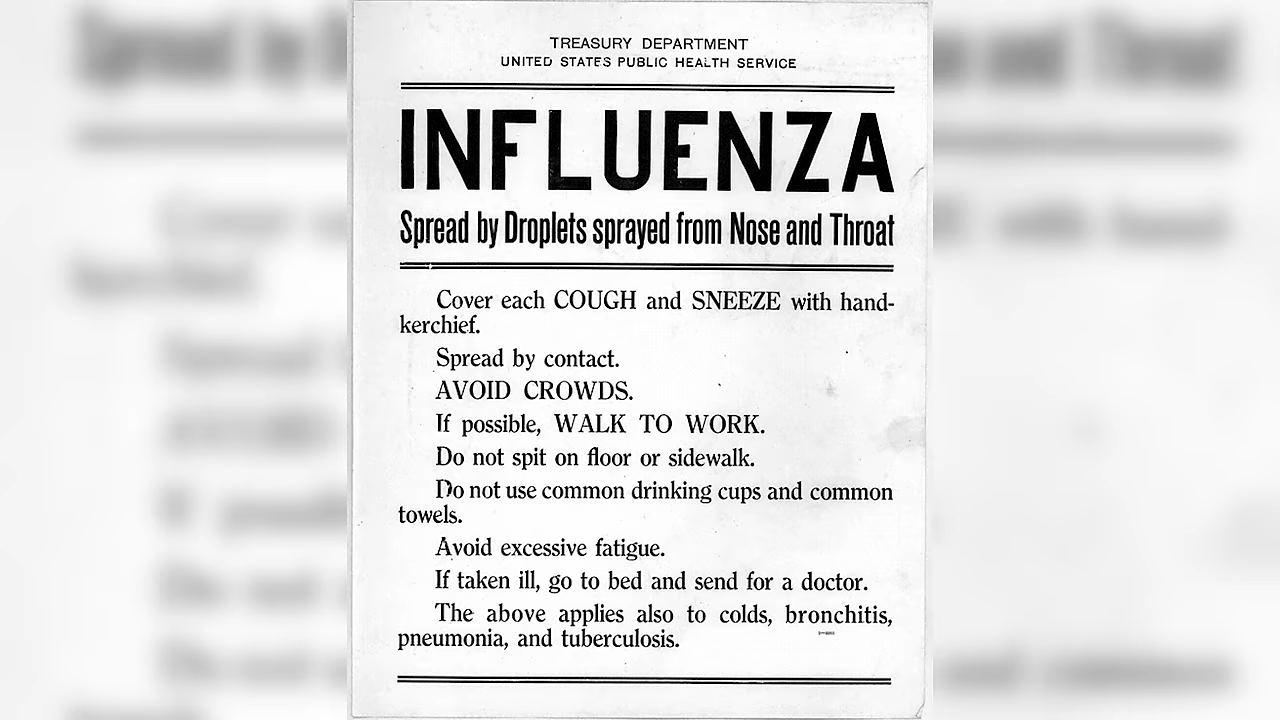 TREASURY DEPARTMENT
UNITED STATES PUBLIC HEALTH SERVICE
INFLUENZA
Spread by Droplets sprayed from Nose and Throat
Cover each COUGH and SNEEZE with hand-
kerchief.
Spread by contact.
AVOID CROWDS.
If possible, WALK TO WORK.
Do not spit on floor or sidewalk.
Do not use common drinking cups and common
towels.
Avoid excessive fatigue.
If taken ill, go to bed and send for a doctor.
The above applies also to colds, bronchitis,
pneumonia, and tuberculosis.